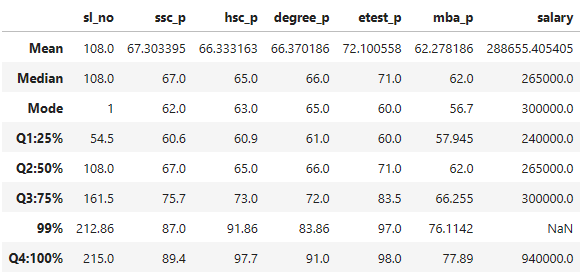 sl_no ssc_p hsc_p degree_p etest_p mba_p salary
Mean 108.0 67.303395 66.333163 66.370186 72.100558 62.278186 288655.405405
Median 108.0 67.0 65.0 66.0 71.0 62.0 265000.0
Mode 1 62.0 63.0 65.0 60.0 56.7 300000.0
Q1:25% 54.5 60.6 60.9 61.0 60.0 57.945 240000.0
Q2:50% 108.0 67.0 65.0 66.0 71.0 62.0 265000.0
Q3:75% 161.5 75.7 73.0 72.0 83.5 66.255 300000.0
99% 212.86 87.0 91.86 83.86 97.0 76.1142 NaN
Q4:100% 215.0 89.4 97.7 91.0 98.0 77.89 940000.0